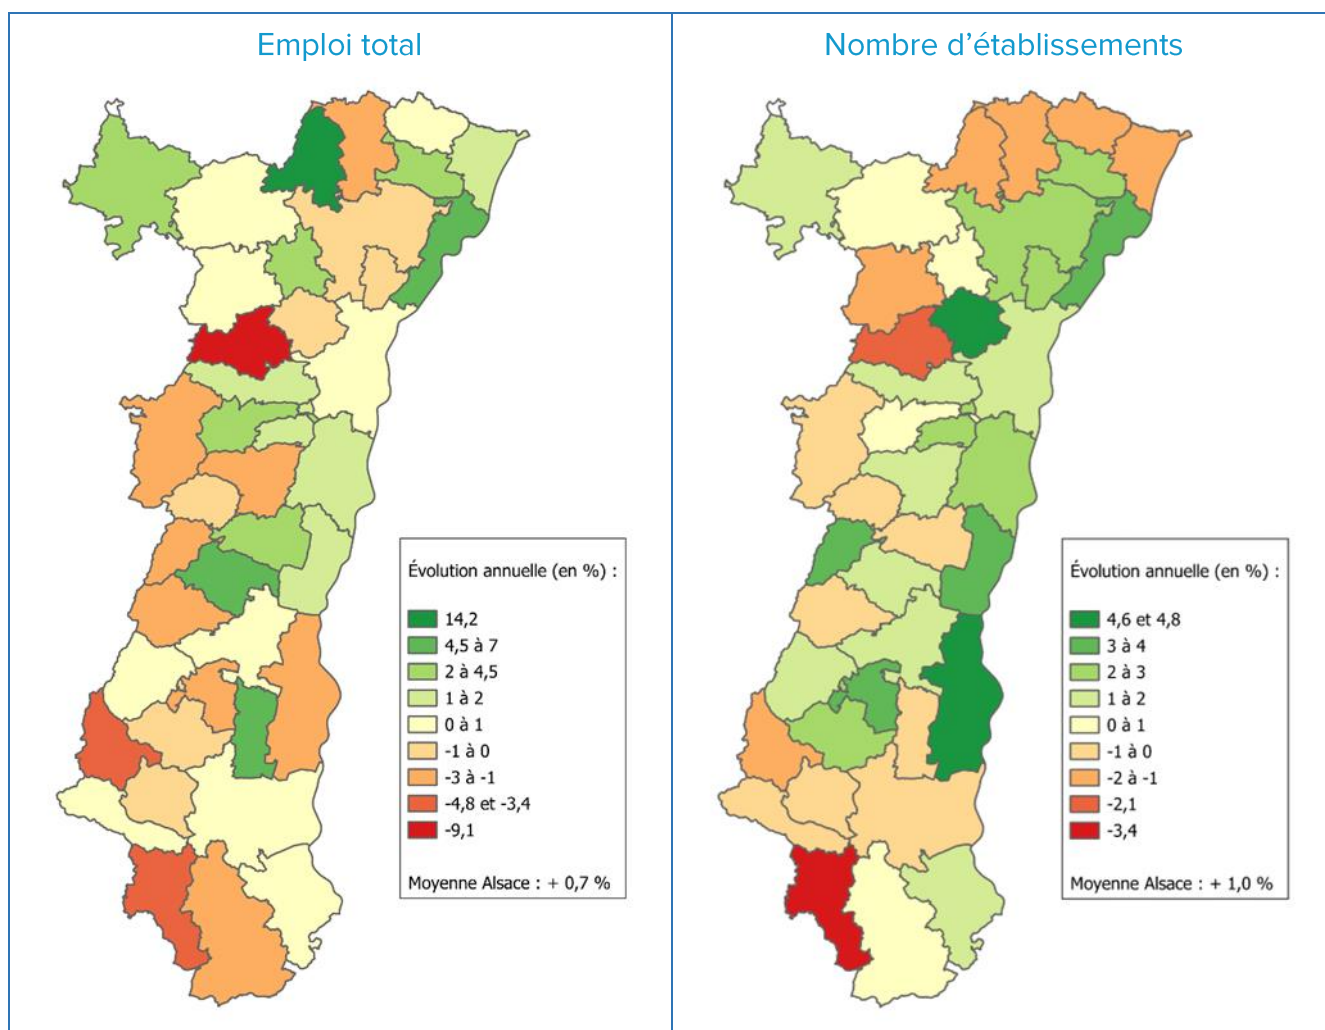 Emploi total
Évolution annuelle (en %) :
14,2
4,5 à 7
2 à 4,5
1 à 2
0 à 1
-1 à 0
-3 à -1
-4,8 et -3,4
-9,1
Moyenne Alsace : + 0,7 %
Nombre d’établissements
Évolution annuelle (en %) :
4,6 et 4,8
3 à 4
2 à 3
1 à 2
0 à 1
-1 à 0
-2 à -1
-2,1
-3,4
Moyenne Alsace : + 1,0 %